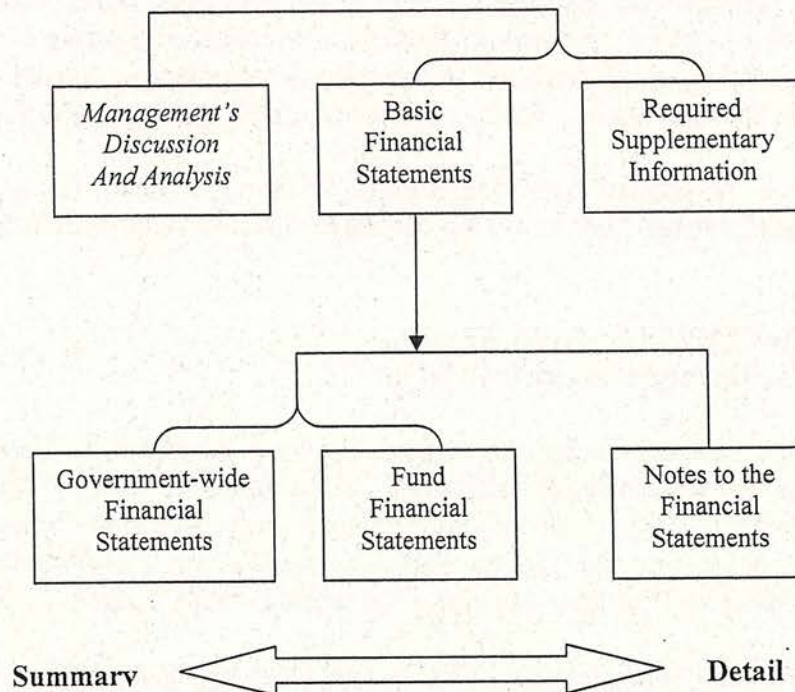 Management's
Discussion
And Analysis
Basic
Financial
Statements
Required
Supplementary
Information
Government-wide
Financial
Statements
Fund
Financial
Statements
Notes to the
Financial
Statements
Summary
Detail